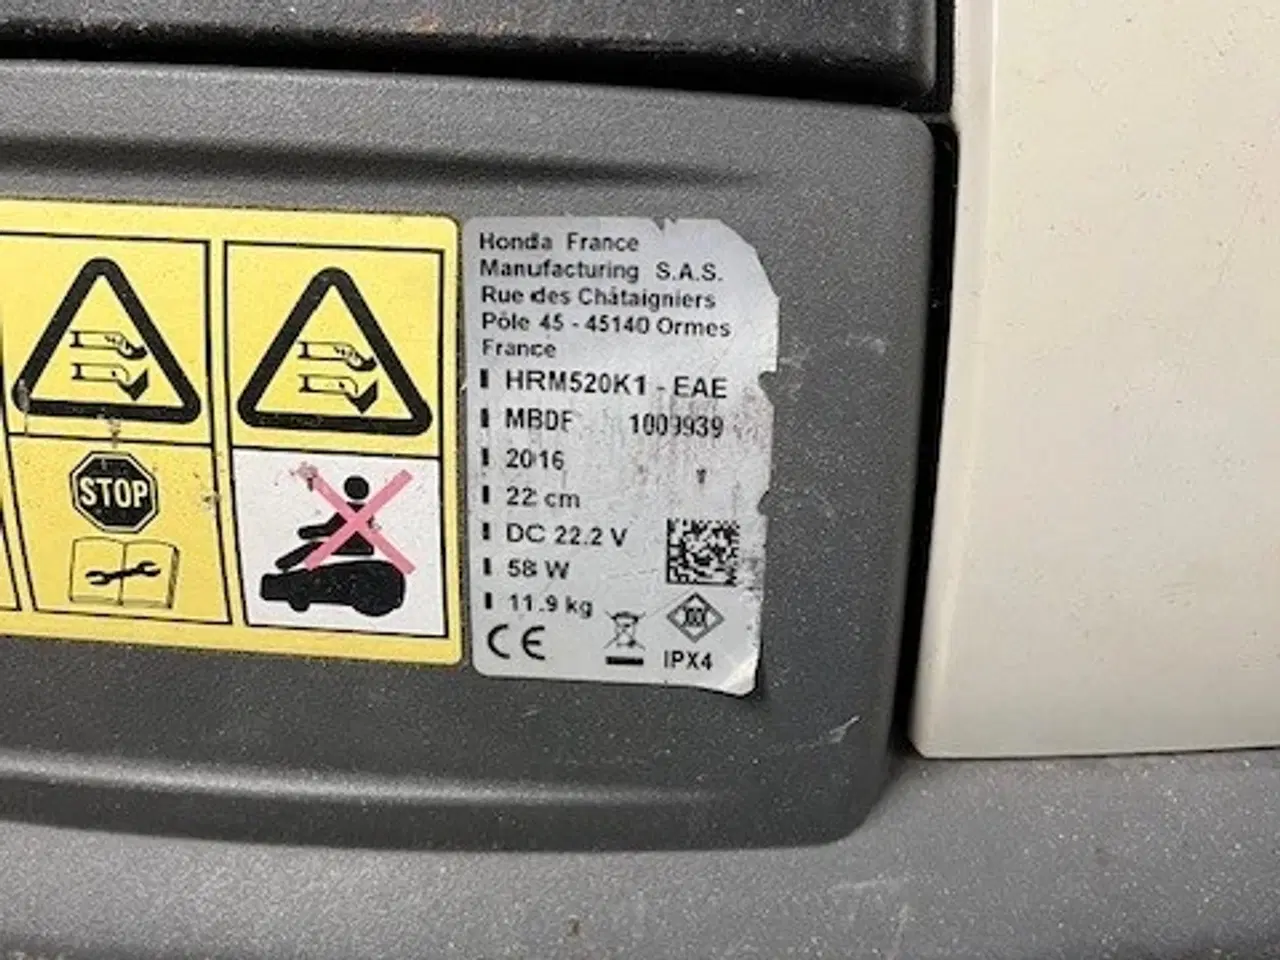 STOP
Honda France
Manufacturing S.A.S.
Rue des Châtaigniers
Pôle 45 - 45140 Ormes
France
HRM520K1 - EAE
MBDF 1009939
2016
22 cm
DC 22.2 V
58 W
11.9 kg
CE
IPX4